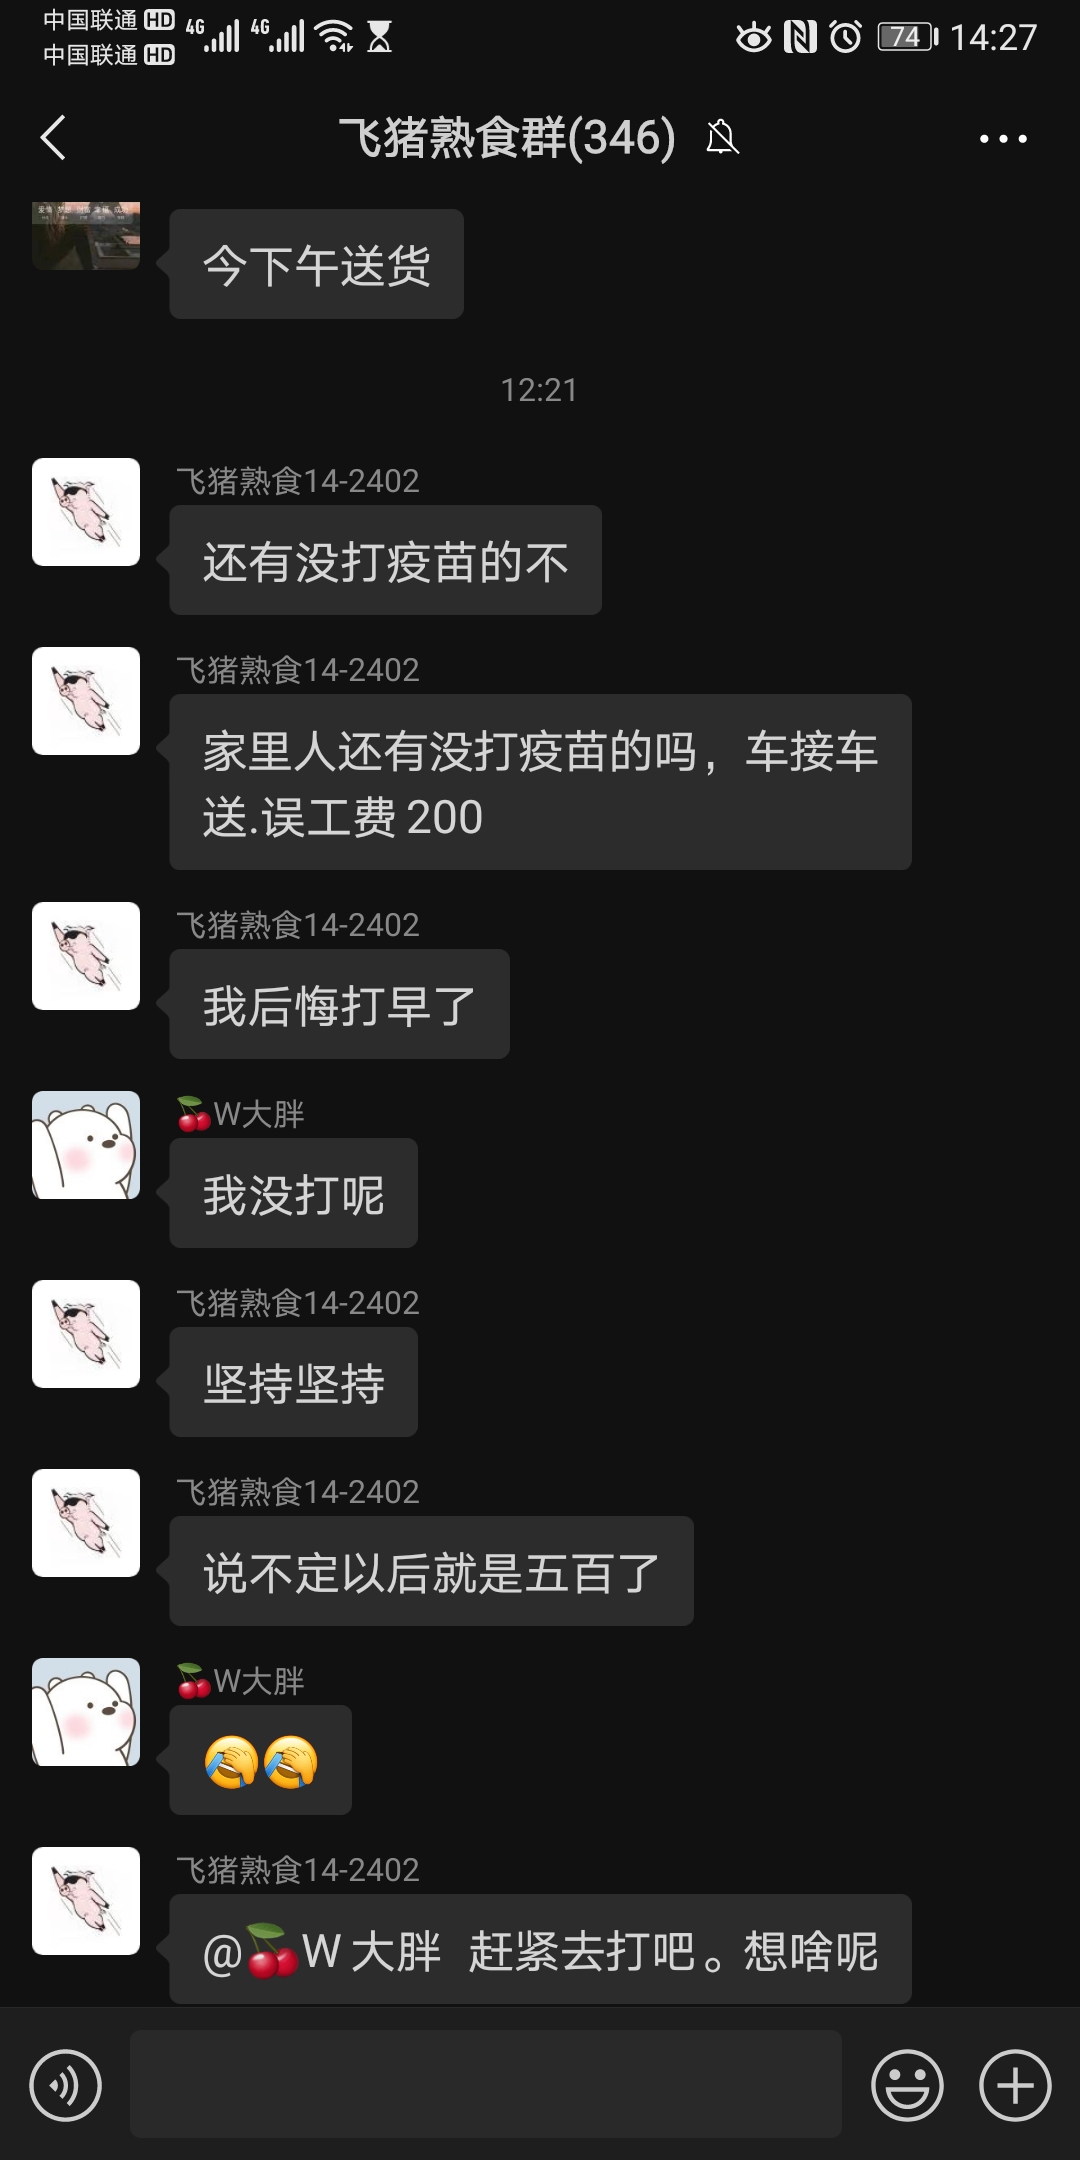 中国联通 HD
中国联通 HD
4G
4G
74
14:27
飞猪熟食群(346)
今下午送货
12:21
飞猪熟食14-2402
还有没打疫苗的不
飞猪熟食14-2402
家里人还有没打疫苗的吗，车接车
送.误工费200
飞猪熟食14-2402
我后悔打早了
🍒W大胖
我没打呢
飞猪熟食14-2402
坚持坚持
飞猪熟食14-2402
说不定以后就是五百了
🍒W大胖
🤦🤦
飞猪熟食14-2402
@🍒W大胖 赶紧去打吧。想啥呢